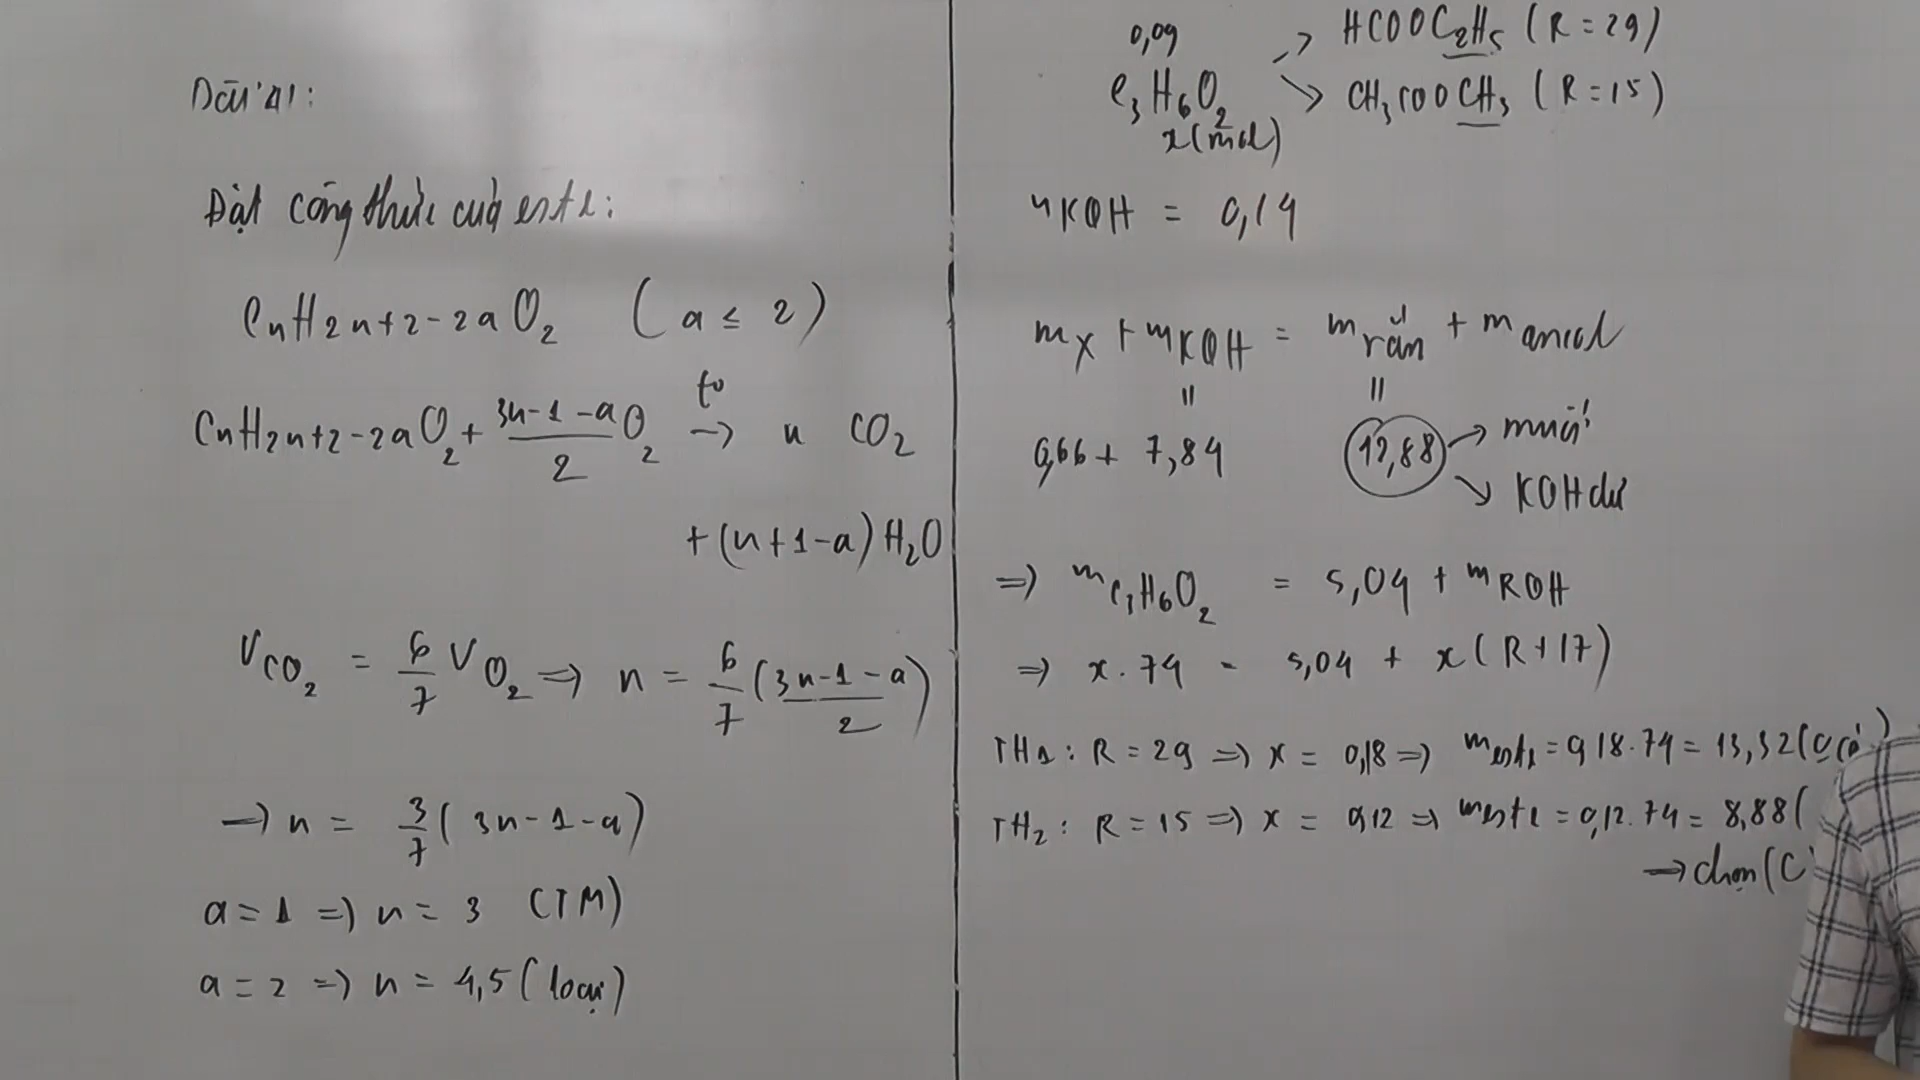 Bài 41:
Đặt công thức của este:
CnH2n+2-2aO2 (a ≤ 2)
CnH2n+2-2aO2 + (3n-1-a)/2 O2 →(t°) n CO2
+ (n+1-a) H2O
VCO2 = 6/7 VO2 => n = 6/7 (3n-1-a / 2)
→ n = 3/7 (3n-1-a)
a = 1 => n = 3 (TM)
a = 2 => n = 4,5 (loại)
0,09
C3H6O2
x(mol)
→ HCOOC2H5 (R = 29)
→ CH3COOCH3 (R = 15)
nKOH = 0,14
mX + mKOH = m rắn + m ancol
6,66 + 7,84
12,88 → muối
→ KOH dư
=> mC3H6O2 = 5,04 + mROH
=> x.74 = 5,04 + x(R+17)
TH1: R = 29 => x = 0,18 => meste = 0,18.74 = 13,32 (
TH2: R = 15 => x = 0,12 => meste = 0,12.74 = 8,88 (
→ chọn (C